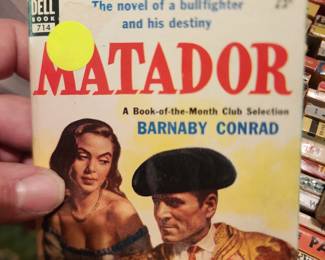 DELL
BOOK
714
The novel of a bullfighter
and his destiny
MATADOR
A Book-of-the-Month Club Selection
BARNABY CONRAD